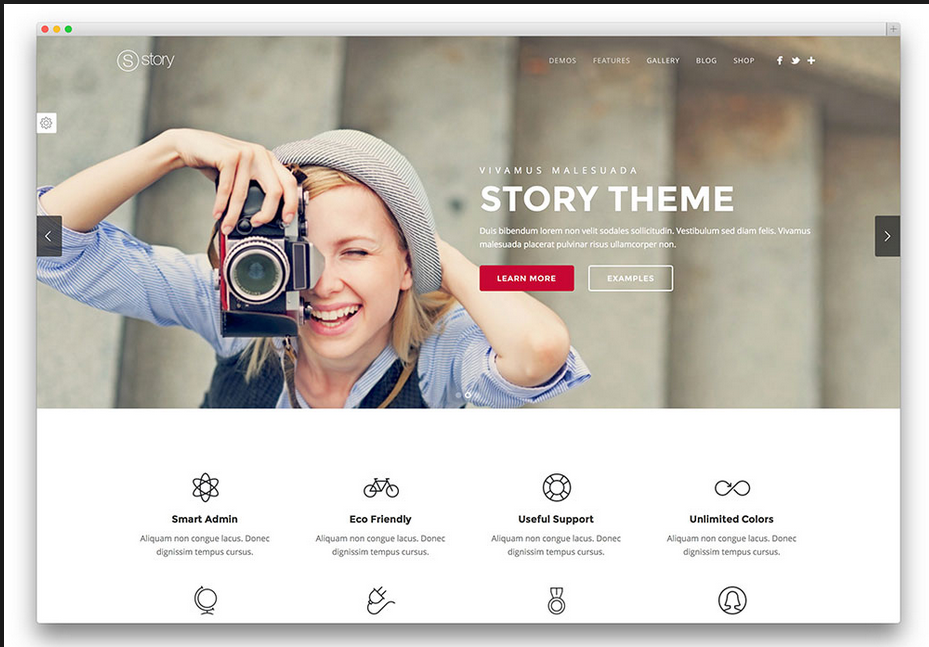 S story
DEMOS FEATURES GALLERY BLOG SHOP
VIVAMUS MALESUADA
STORY THEME
Duis bibendum lorem non velit sodales sollicitudin. Vestibulum sed diam felis. Vivamus
malesuada placerat pulvinar risus ullamcorper non.
LEARN MORE EXAMPLES
Smart Admin Eco Friendly Useful Support Unlimited Colors
Aliquam non congue lacus. Donec Aliquam non congue lacus. Donec Aliquam non congue lacus. Donec Aliquam non congue lacus. Donec
dignissim tempus cursus. dignissim tempus cursus. dignissim tempus cursus. dignissim tempus cursus.